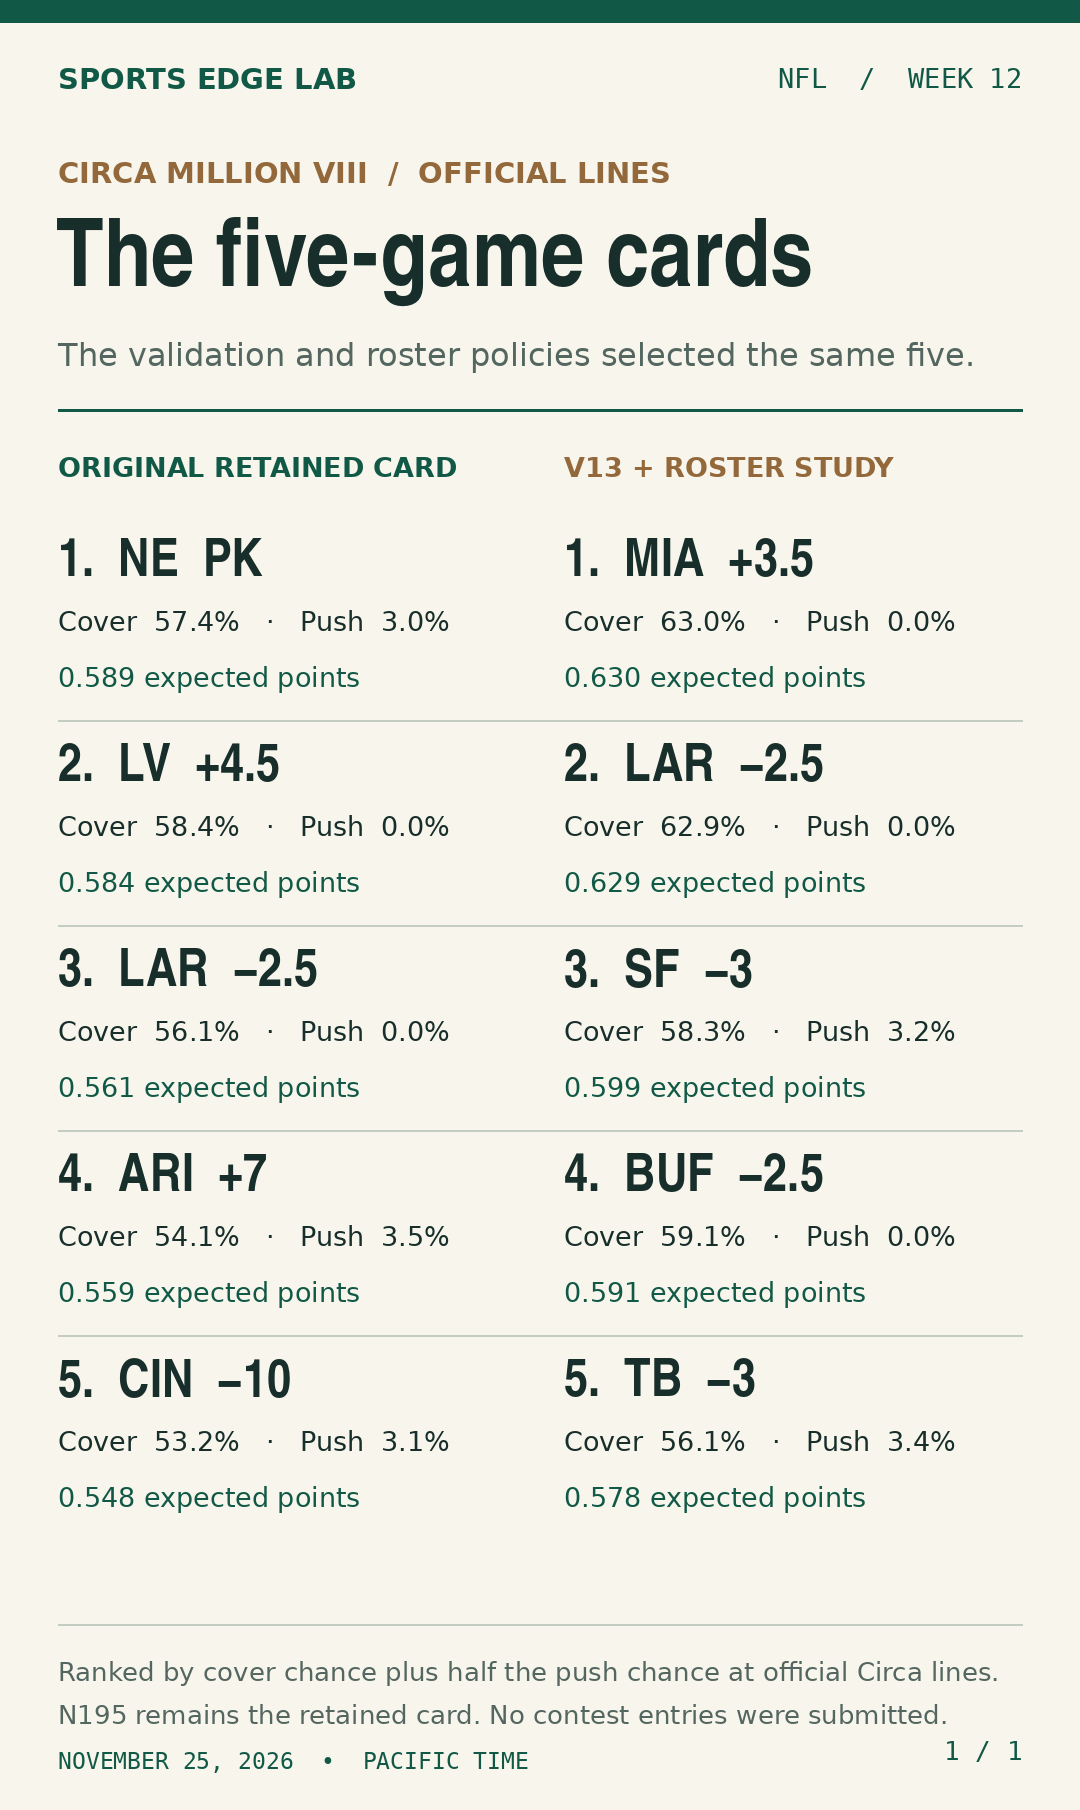 SPORTS EDGE LAB
NFL / WEEK 12
CIRCA MILLION VIII / OFFICIAL LINES
The five-game cards
The validation and roster policies selected the same five.
ORIGINAL RETAINED CARD
V13 + ROSTER STUDY
1. NE PK
Cover 57.4% · Push 3.0%
0.589 expected points
1. MIA +3.5
Cover 63.0% · Push 0.0%
0.630 expected points
2. LV +4.5
Cover 58.4% · Push 0.0%
0.584 expected points
2. LAR −2.5
Cover 62.9% · Push 0.0%
0.629 expected points
3. LAR −2.5
Cover 56.1% · Push 0.0%
0.561 expected points
3. SF −3
Cover 58.3% · Push 3.2%
0.599 expected points
4. ARI +7
Cover 54.1% · Push 3.5%
0.559 expected points
4. BUF −2.5
Cover 59.1% · Push 0.0%
0.591 expected points
5. CIN −10
Cover 53.2% · Push 3.1%
0.548 expected points
5. TB −3
Cover 56.1% · Push 3.4%
0.578 expected points
Ranked by cover chance plus half the push chance at official Circa lines.
N195 remains the retained card. No contest entries were submitted.
NOVEMBER 25, 2026 • PACIFIC TIME
1 / 1